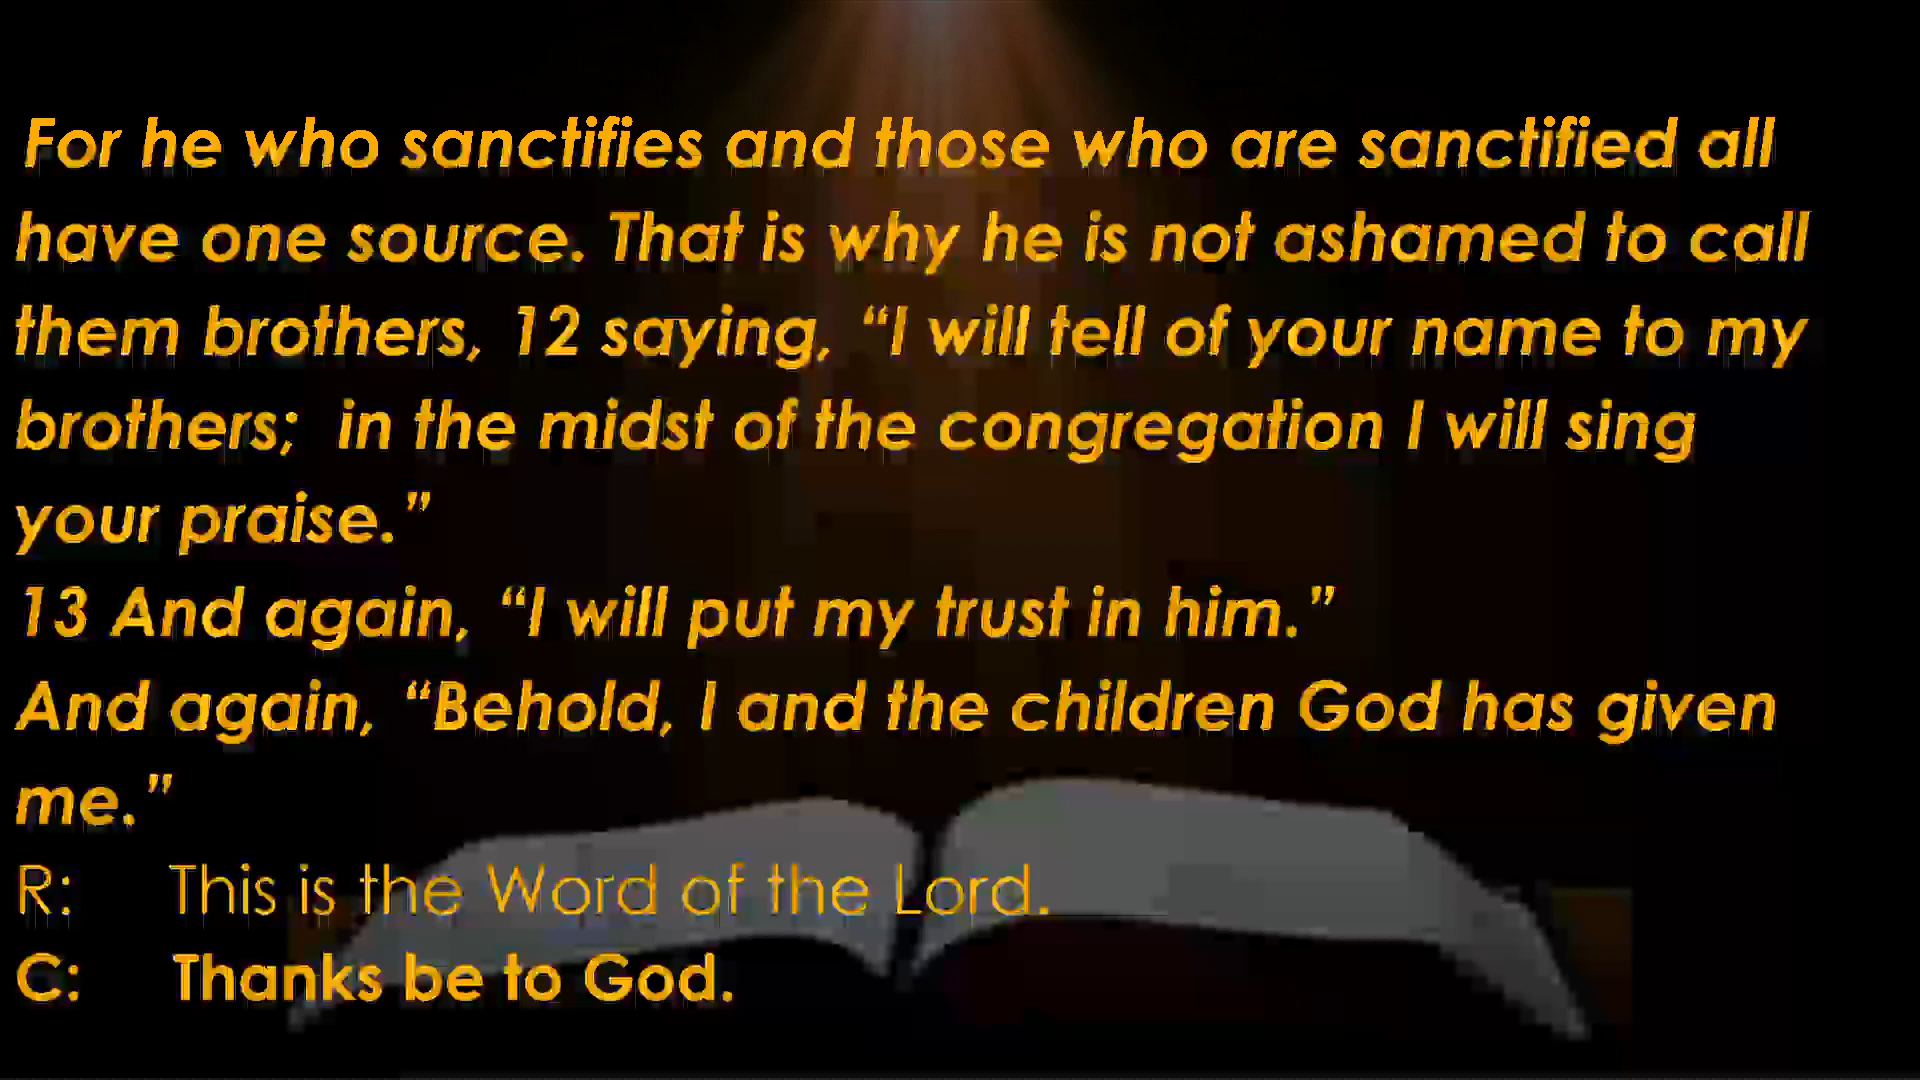 For he who sanctifies and those who are sanctified all
have one source. That is why he is not ashamed to call
them brothers, 12 saying, “I will tell of your name to my
brothers;  in the midst of the congregation I will sing
your praise.”
13 And again, “I will put my trust in him.”
And again, “Behold, I and the children God has given
me.”
R: This is the Word of the Lord.
C: Thanks be to God.